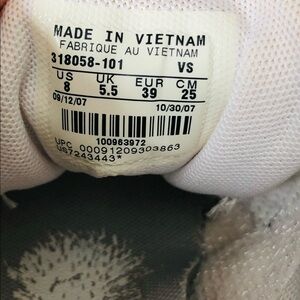 MADE IN VIETNAM
FABRIQUE AU VIETNAM
318058-101 VS
US UK EUR CM
8 5.5 39 25
09/12/07 10/30/07
100963972
UPC 00091209303863
US7243443*